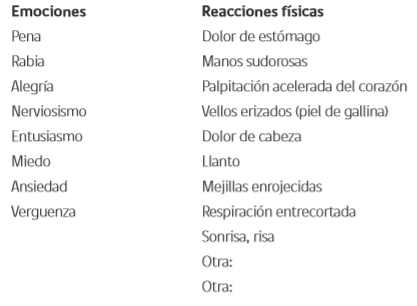 Emociones Reacciones físicas
Pena Dolor de estómago
Rabia Manos sudorosas
Alegría Palpitación acelerada del corazón
Nerviosismo Vellos erizados (piel de gallina)
Entusiasmo Dolor de cabeza
Miedo Llanto
Ansiedad Mejillas enrojecidas
Verguenza Respiración entrecortada
Sonrisa, risa
Otra:
Otra: